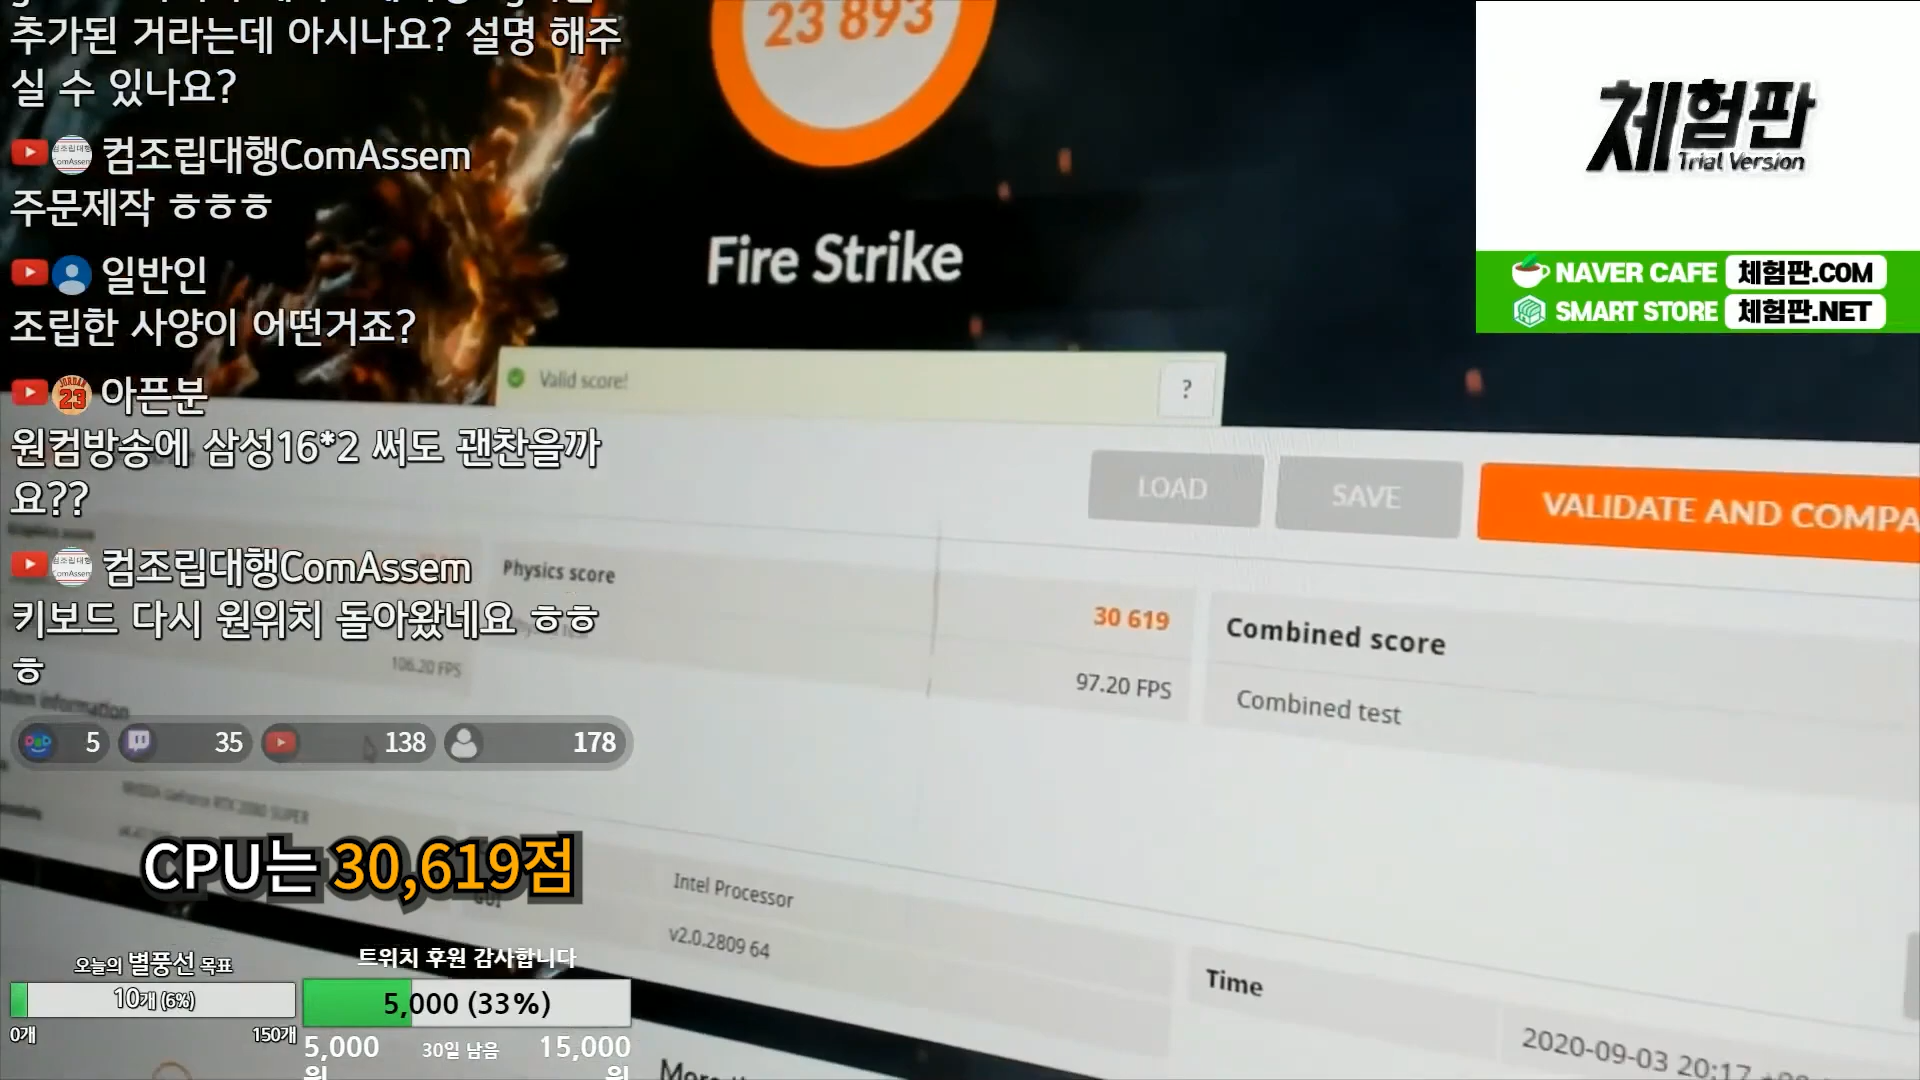 추가된 거라는데 아시나요? 설명 해주
실 수 있나요?
컴조립대행ComAssem
주문제작 ㅎㅎㅎ
일반인
조립한 사양이 어떤거죠?
아픈분
원컴방송에 삼성16*2 써도 괜찮을까
요??
컴조립대행ComAssem
키보드 다시 원위치 돌아왔네요 ㅎㅎ
ㅎ
5 35 138 178
CPU는 30,619점
오늘의 별풍선 목표
10개 (6%)
0개 150개
트위치 후원 감사합니다
5,000 (33%)
5,000 30일 남음 15,000
원 원
23 893
Fire Strike
Valid score!
?
LOAD SAVE VALIDATE AND COMPA
Graphics score
106.20 FPS
Physics score
30 619
97.20 FPS
Combined score
Combined test
NVIDIA GeForce RTX 2080 SUPER
GUI
Intel Processor
v2.0.2809 64
Time
2020-09-03 20:17
체험판
Trial Version
NAVER CAFE 체험판.COM
SMART STORE 체험판.NET